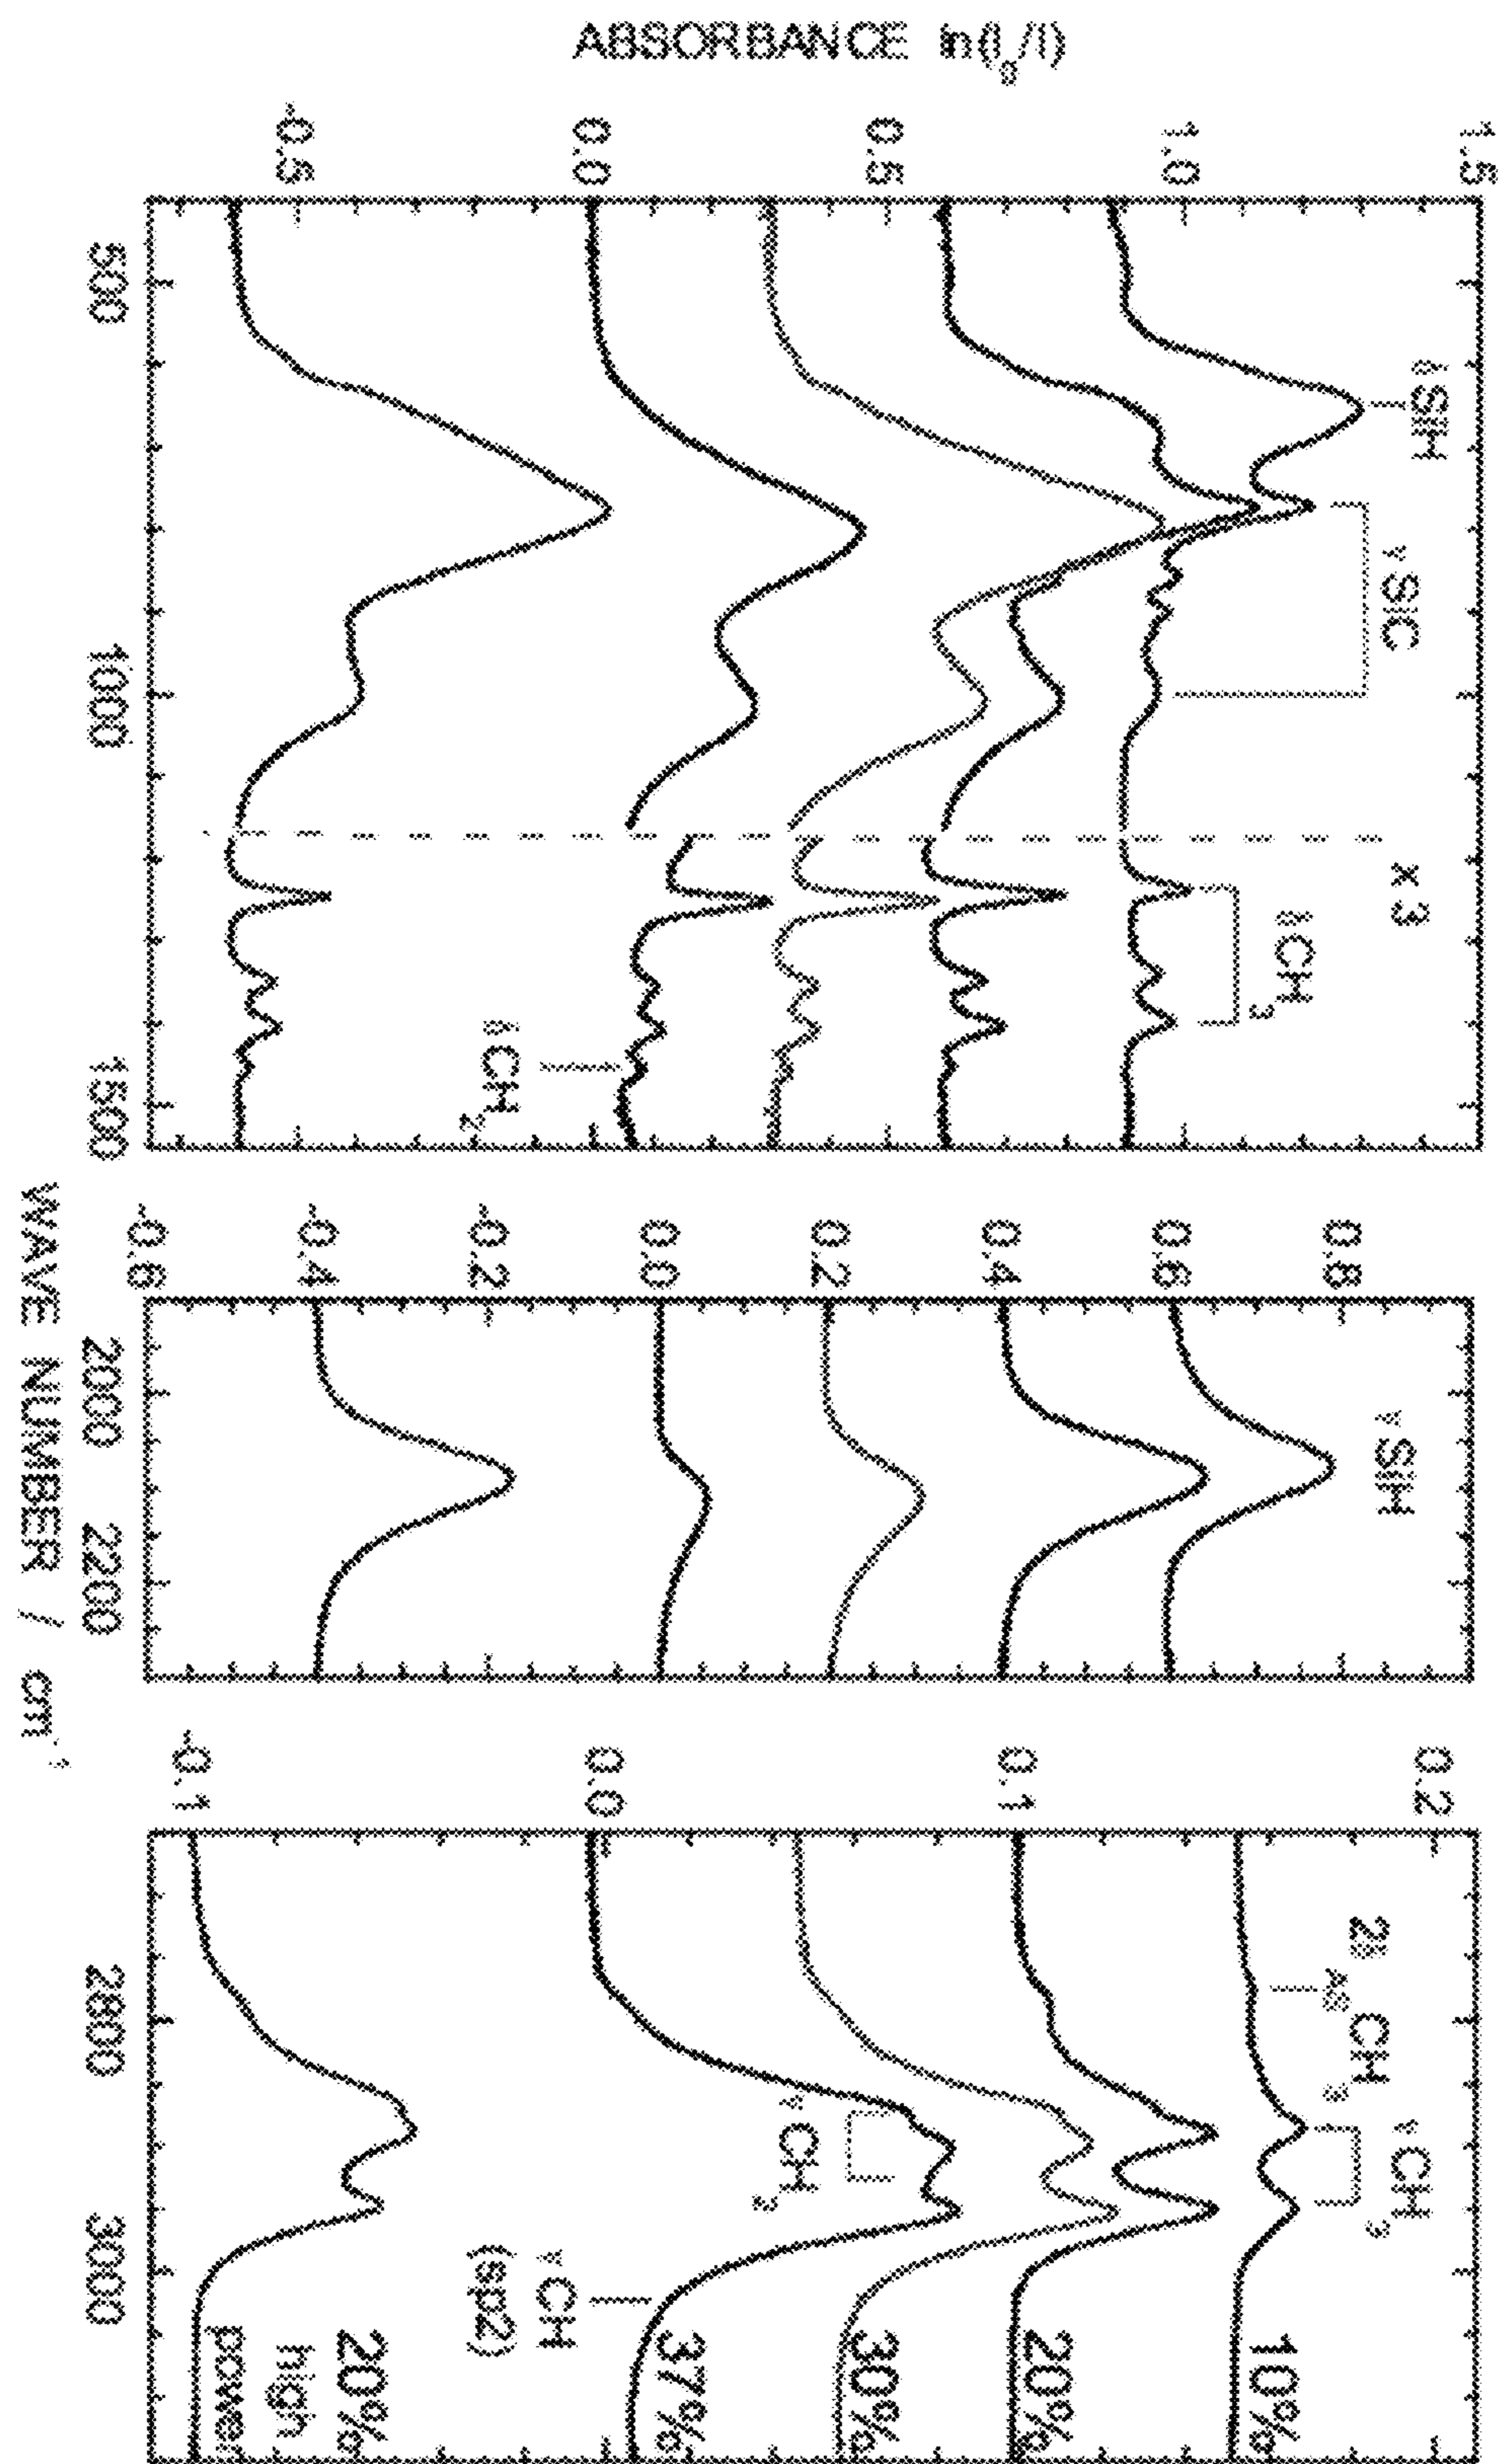 ABSORBANCE ln(I0/I)
1.5
1.0
0.5
0.0
-0.5
500
1000
1500
δ SiH
ν SiC
x 3
δ CH3
δ CH2
0.8
0.6
0.4
0.2
0.0
-0.2
-0.4
-0.6
2000
2200
ν SiH
0.2
0.1
0.0
-0.1
2800
3000
2δAS CH3
ν CH3
ν CH2
ν CH
(sp2)
10%
20%
30%
37%
20%
high
power
WAVE NUMBER / cm-1